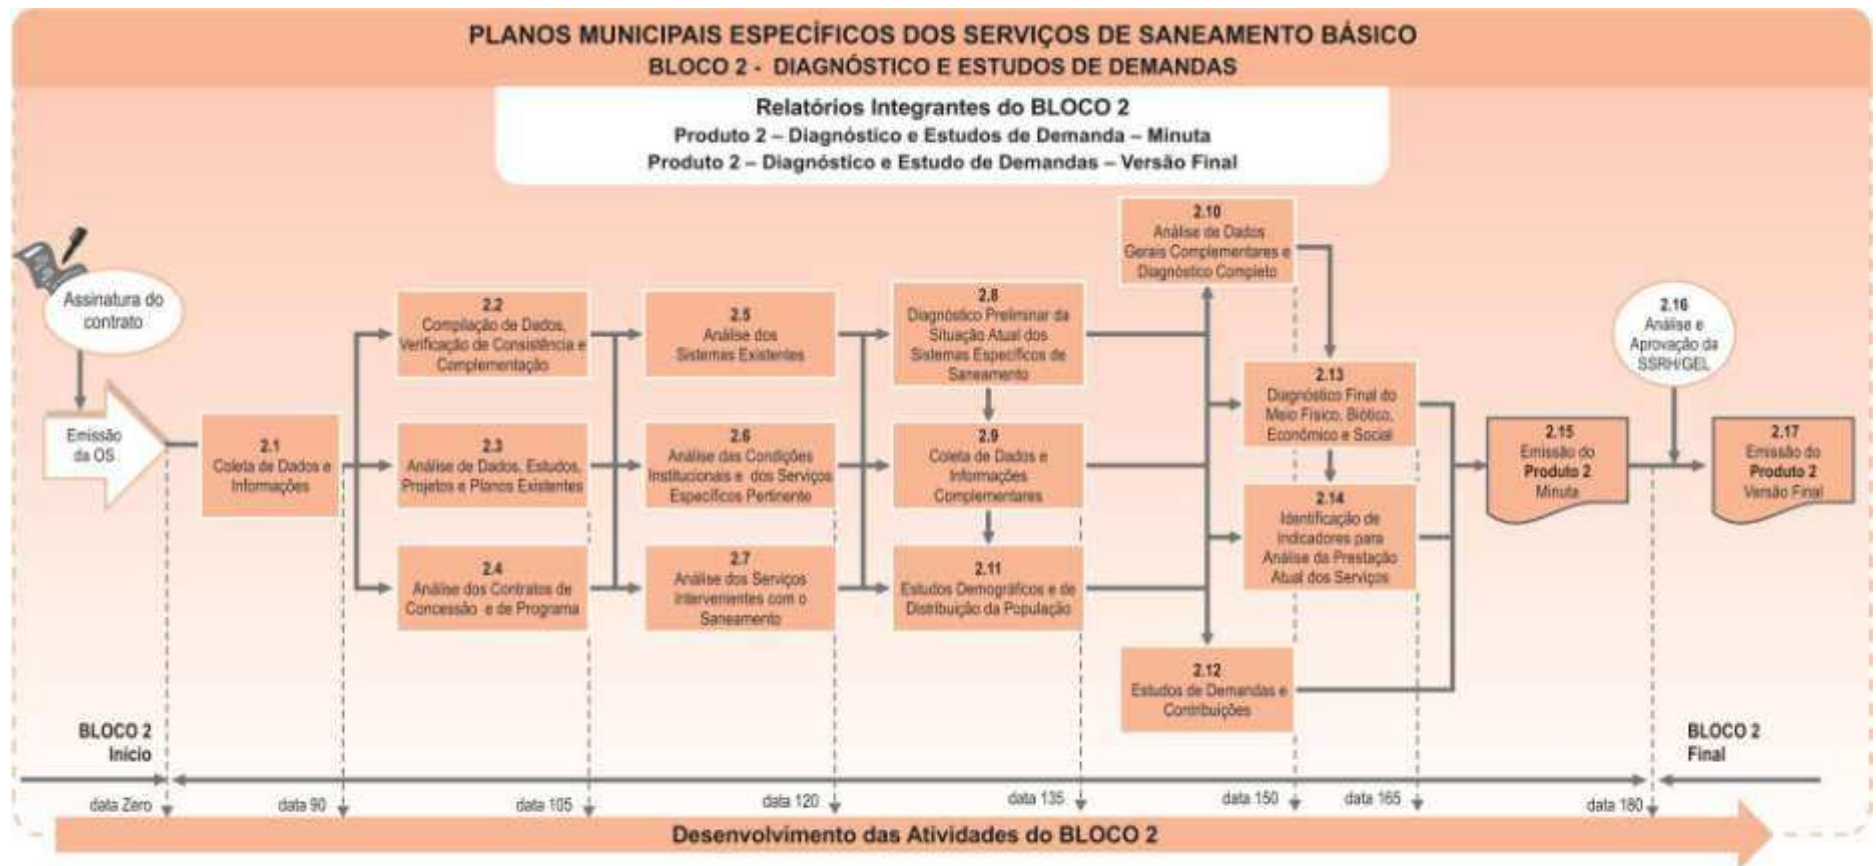 PLANOS MUNICIPAIS ESPECÍFICOS DOS SERVIÇOS DE SANEAMENTO BÁSICO
BLOCO 2 - DIAGNÓSTICO E ESTUDOS DE DEMANDAS
Relatórios Integrantes do BLOCO 2
Produto 2 – Diagnóstico e Estudos de Demanda – Minuta
Produto 2 – Diagnóstico e Estudo de Demandas – Versão Final
Assinatura do
contrato
Emissão
da OS
2.1
Coleta de Dados e
Informações
2.2
Compilação de Dados,
Verificação de Consistência e
Complementação
2.3
Análise de Dados, Estudos,
Projetos e Planos Existentes
2.4
Análise dos Contratos de
Concessão e de Programa
2.5
Análise dos
Sistemas Existentes
2.6
Análise das Condições
Institucionais e dos Serviços
Específicos Pertinente
2.7
Análise dos Serviços
Intervenientes com o
Saneamento
2.8
Diagnóstico Preliminar da
Situação Atual dos
Sistemas Específicos de
Saneamento
2.9
Coleta de Dados e
Informações
Complementares
2.11
Estudos Demográficos e de
Distribuição da População
2.10
Análise de Dados
Gerais Complementares e
Diagnóstico Completo
2.12
Estudos de Demandas e
Contribuições
2.13
Diagnóstico Final do
Meio Físico, Biótico,
Econômico e Social
2.14
Identificação de
Indicadores para
Análise da Prestação
Atual dos Serviços
2.15
Emissão do
Produto 2
Minuta
2.16
Análise e
Aprovação da
SSRH/GEL
2.17
Emissão do
Produto 2
Versão Final
BLOCO 2
Início
BLOCO 2
Final
data Zero
data 90
data 105
data 120
data 135
data 150
data 165
data 180
Desenvolvimento das Atividades do BLOCO 2